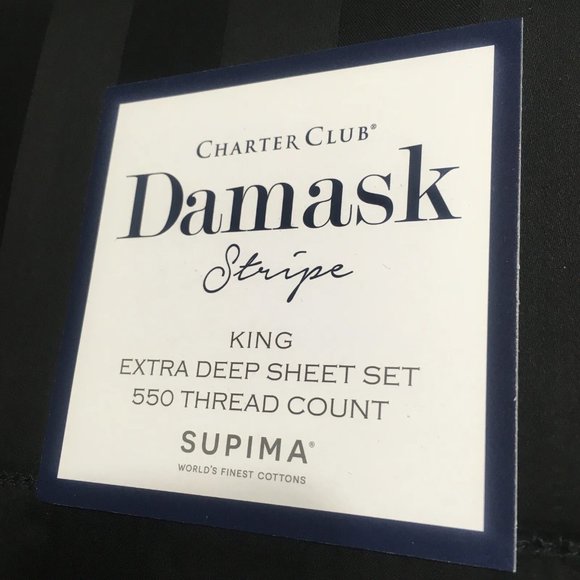 CHARTER CLUB®
Damask
Stripe
KING
EXTRA DEEP SHEET SET
550 THREAD COUNT
SUPIMA®
WORLD'S FINEST COTTONS